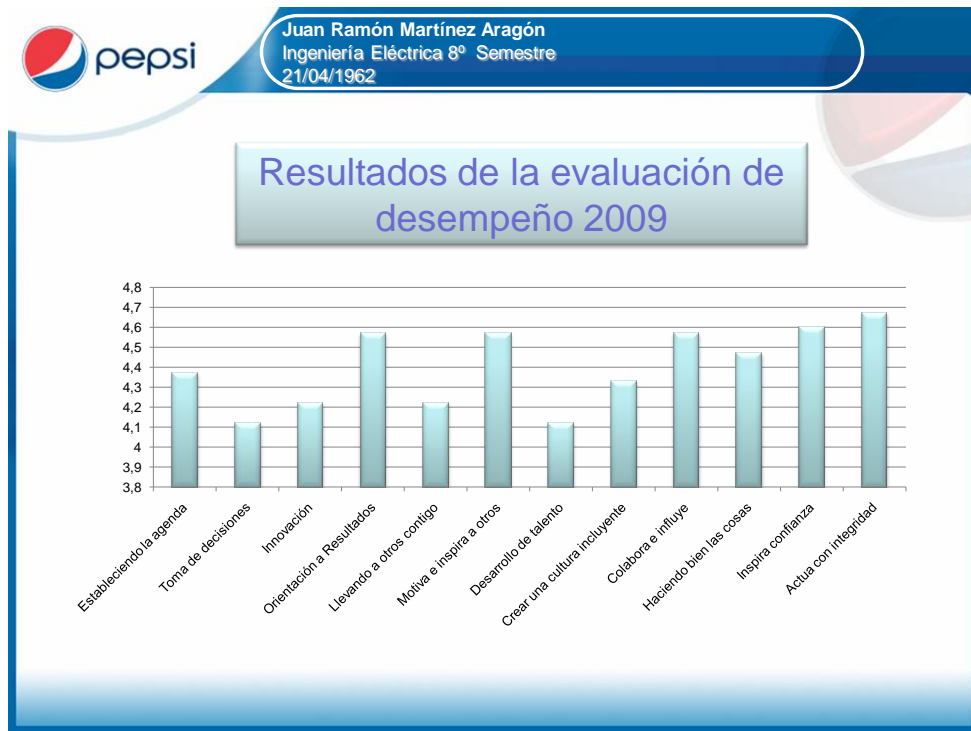 pepsi
Juan Ramón Martínez Aragón
Ingeniería Eléctrica 8º Semestre
21/04/1962
Resultados de la evaluación de
desempeño 2009
4,8
4,7
4,6
4,5
4,4
4,3
4,2
4,1
4
3,9
3,8
Estableciendo la agenda
Toma de decisiones
Innovación
Orientación a Resultados
Llevando a otros contigo
Motiva e inspira a otros
Desarrollo de talento
Crear una cultura incluyente
Colabora e influye
Haciendo bien las cosas
Inspira confianza
Actua con integridad